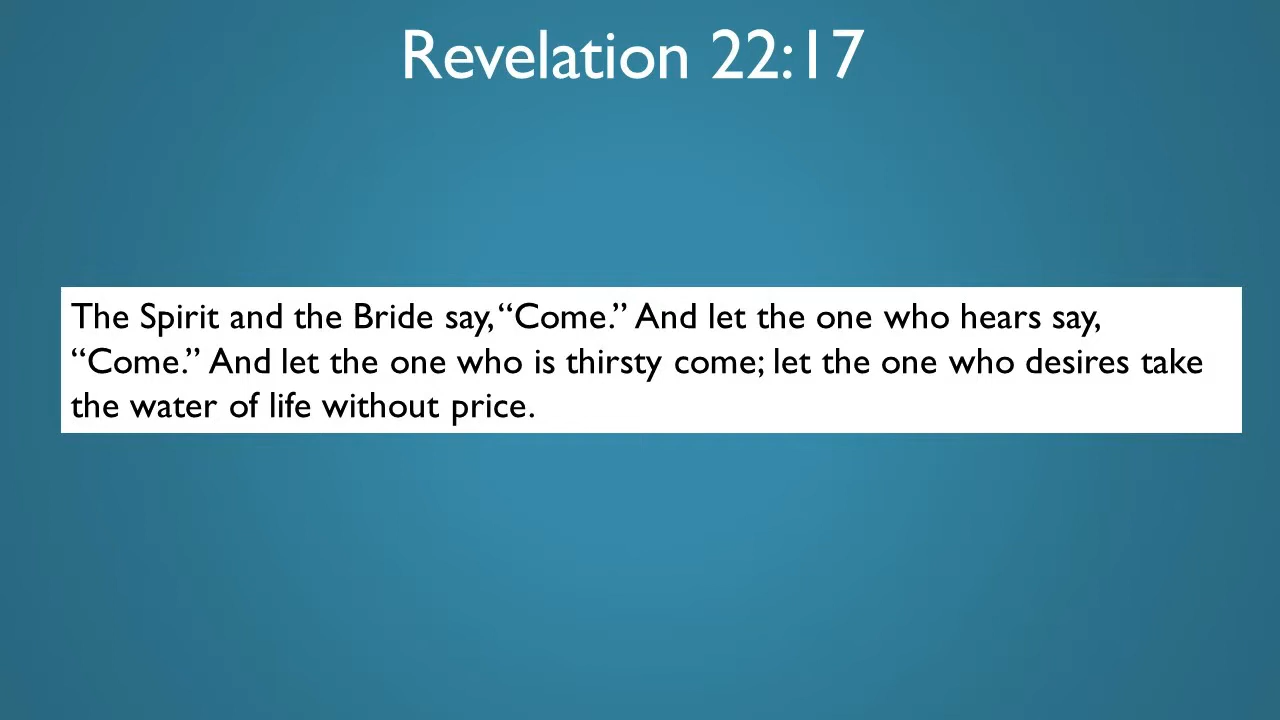 Revelation 22:17
The Spirit and the Bride say, “Come.” And let the one who hears say,
“Come.” And let the one who is thirsty come; let the one who desires take
the water of life without price.